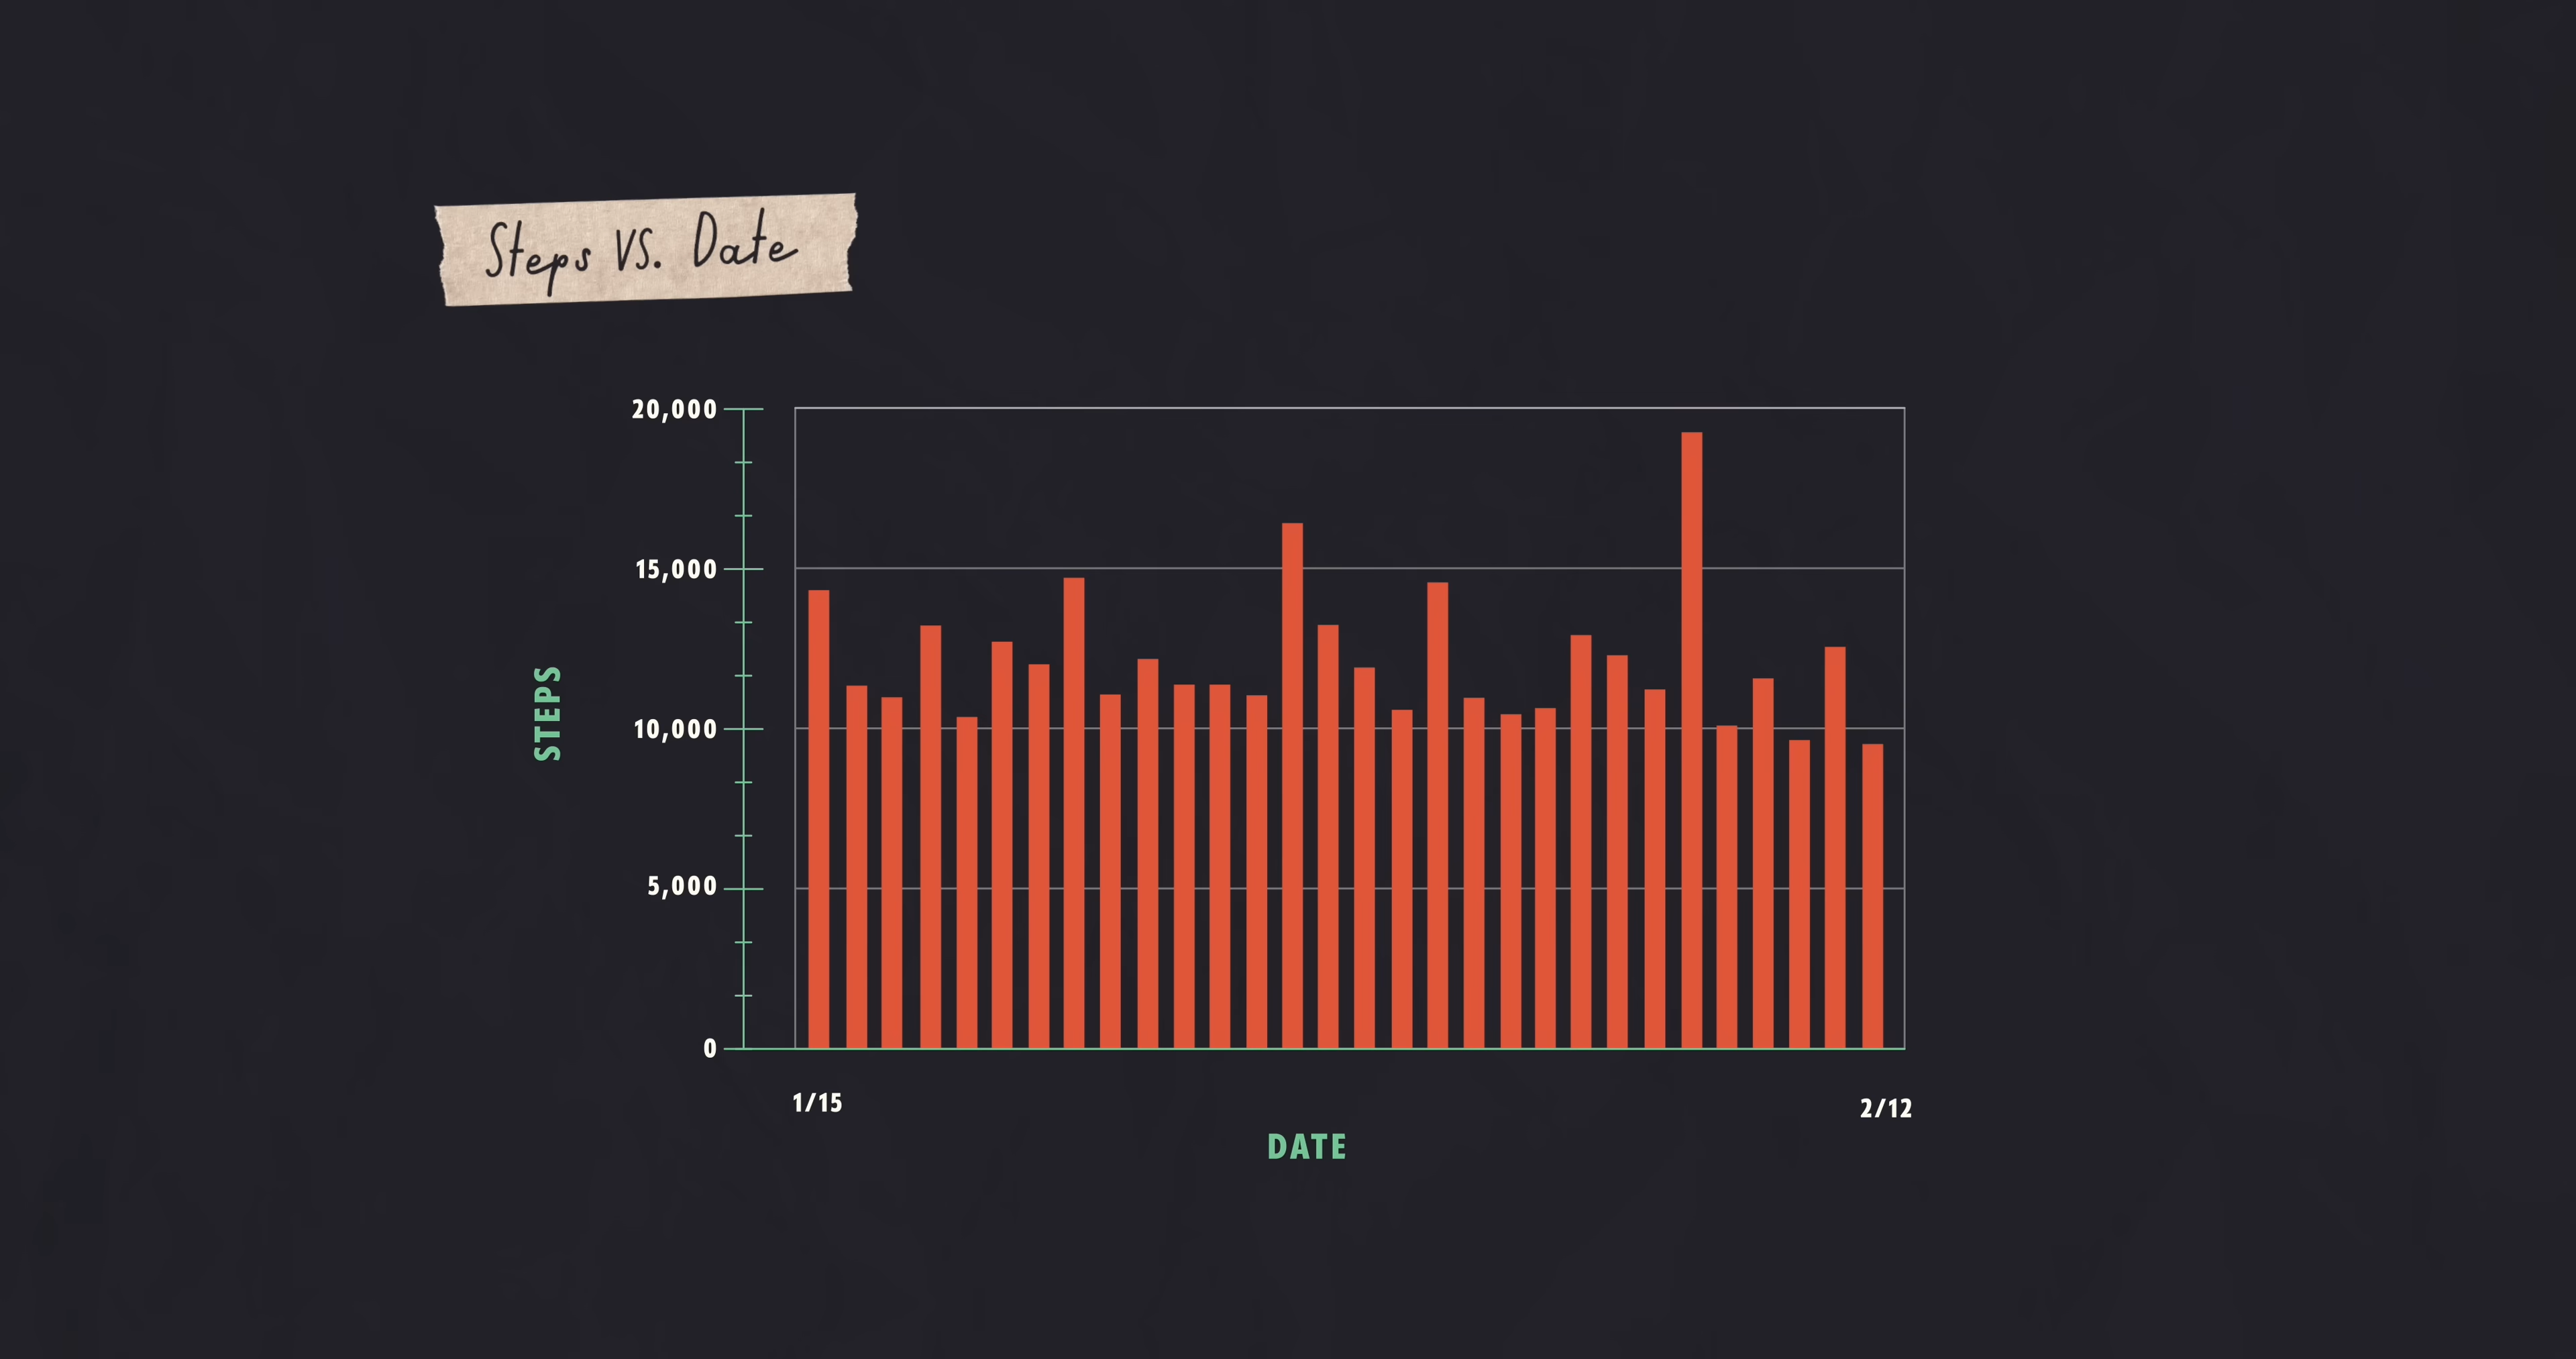 Steps VS. Date
20,000
15,000
10,000
5,000
0
STEPS
1/15
2/12
DATE